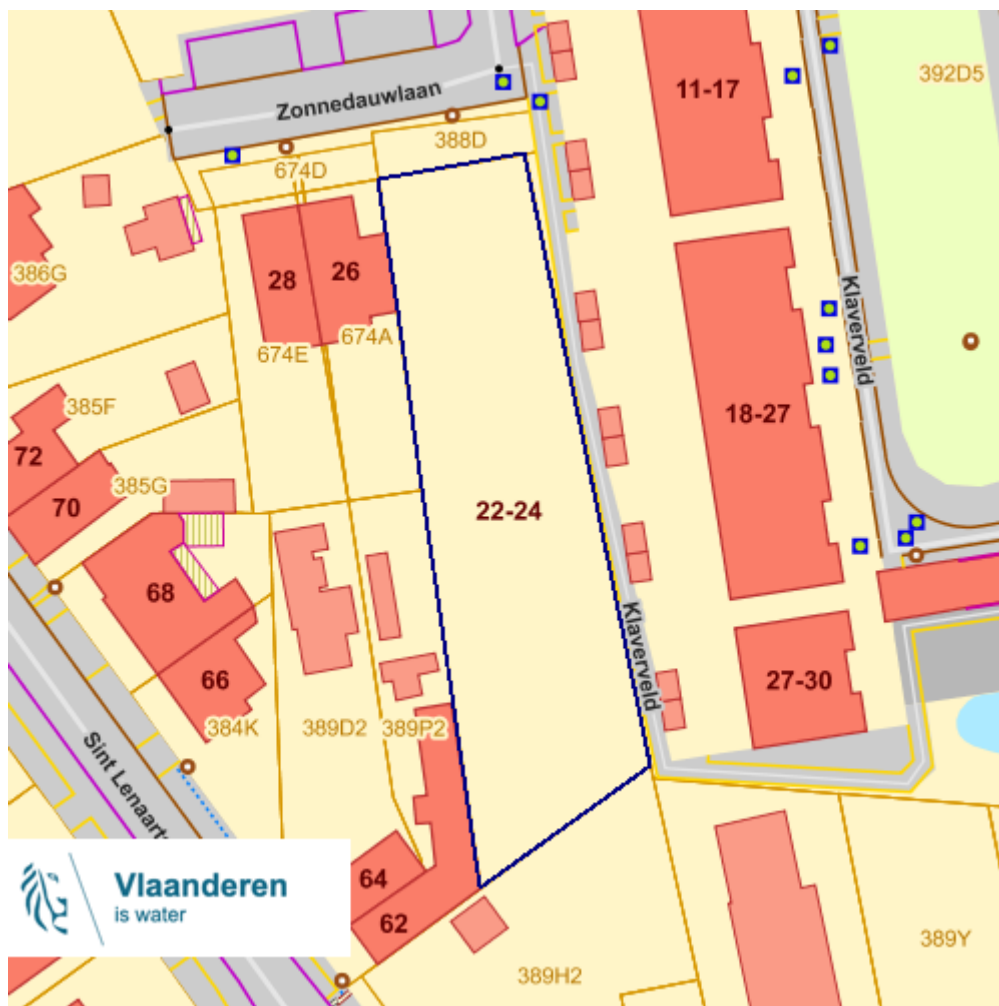 392D5
11-17
Zonnedauwlaan
388D
674D
386G
28
26
674E
674A
Klaverveld
385F
72
385G
70
18-27
22-24
68
66
384K
389D2
389P2
Klaverveld
27-30
Sint Lenaarts
64
62
389H2
389Y
Vlaanderen
is water